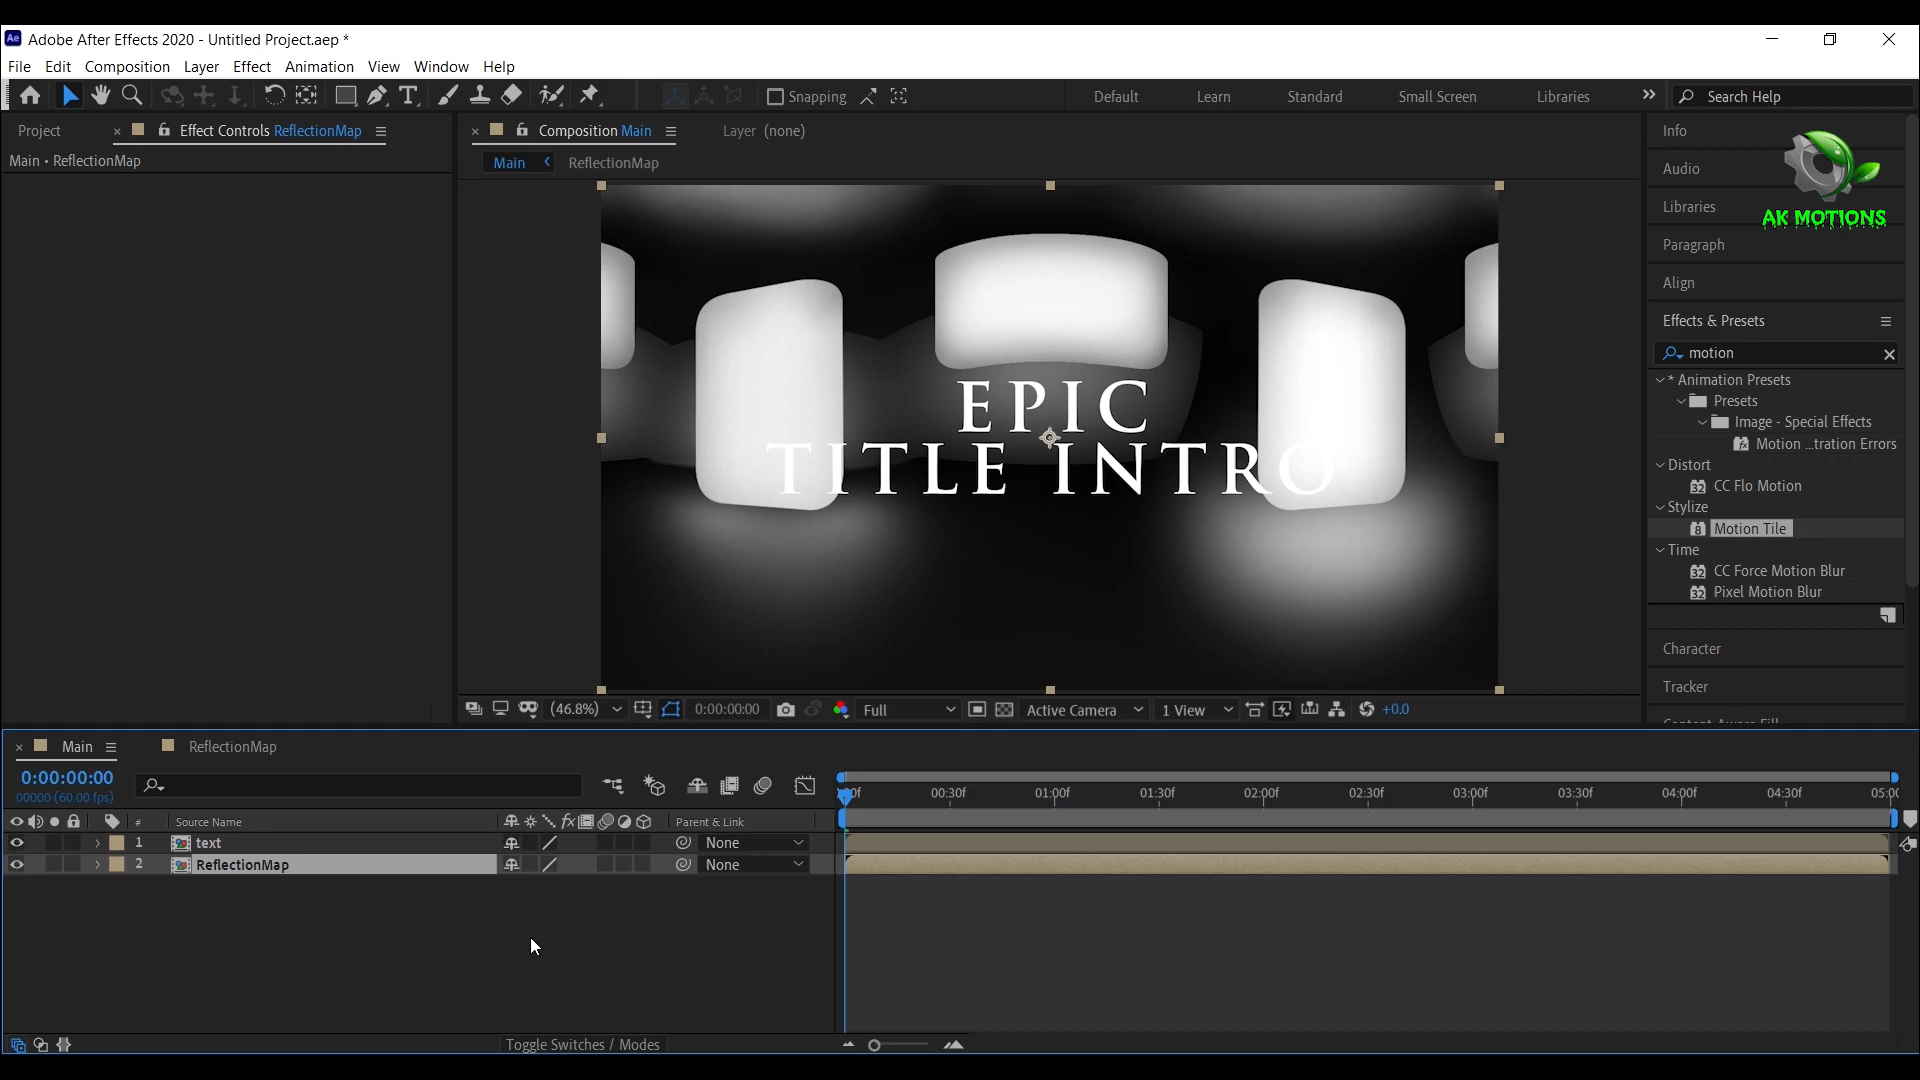 Ae Adobe After Effects 2020 - Untitled Project.aep *
File Edit Composition Layer Effect Animation View Window Help
Snapping Default Learn Standard Small Screen Libraries Search Help
Project Effect Controls ReflectionMap
Main • ReflectionMap
Composition Main
Layer (none)
Main ReflectionMap
EPIC
TITLE INTRO
(46.8%) 0:00:00:00 Full Active Camera 1 View +0.0
Info
Audio
Libraries
Paragraph
Align
AK MOTIONS
Effects & Presets
motion
* Animation Presets
Presets
Image - Special Effects
Motion ...tration Errors
Distort
32 CC Flo Motion
Stylize
8 Motion Tile
Time
32 CC Force Motion Blur
32 Pixel Motion Blur
Character
Tracker
Main ReflectionMap
0:00:00:00
00000 (60.00 fps)
00:30f 01:00f 01:30f 02:00f 02:30f 03:00f 03:30f 04:00f 04:30f
# Source Name fx Parent & Link
1 text None
2 ReflectionMap None
Toggle Switches / Modes